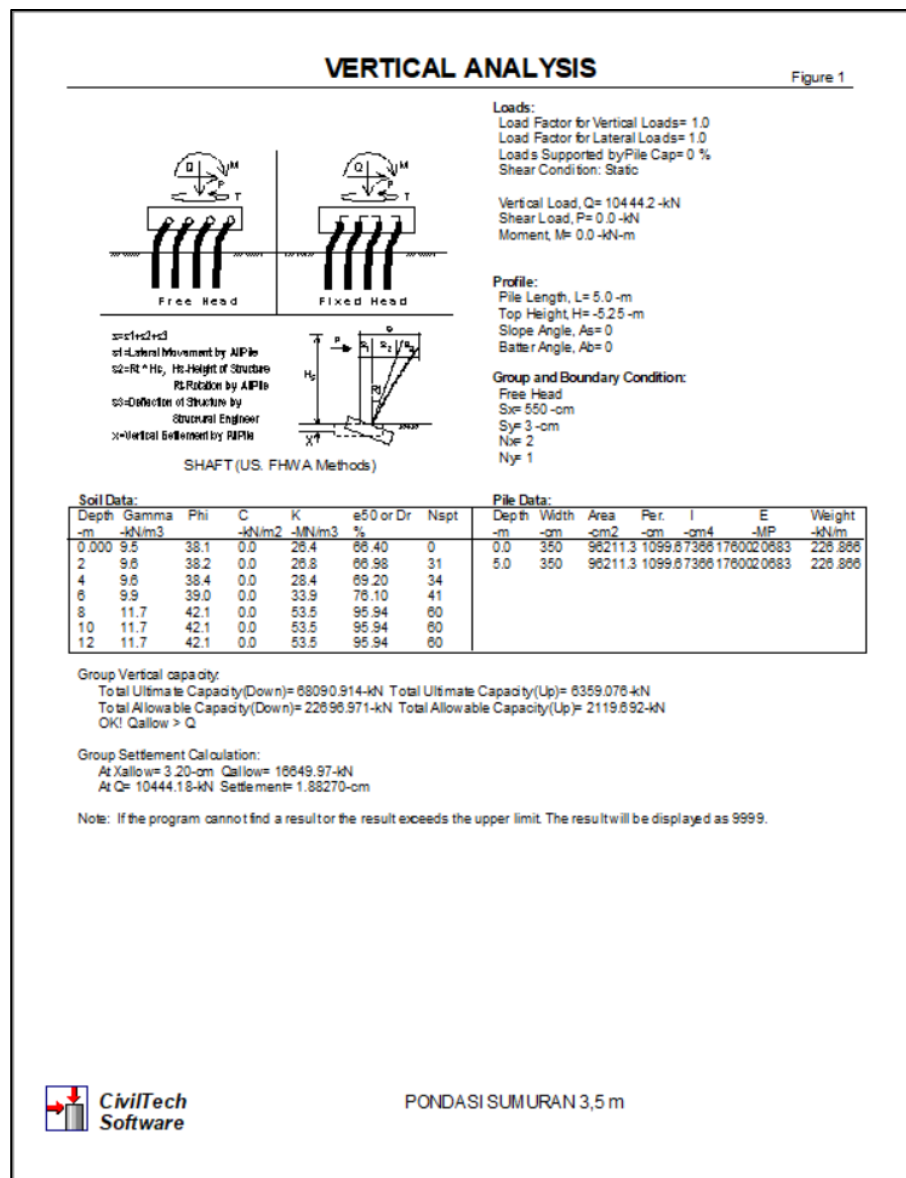 VERTICAL ANALYSIS
Figure 1
Loads:
Load Factor for Vertical Loads= 1.0
Load Factor for Lateral Loads= 1.0
Loads Supported by Pile Cap= 0 %
Shear Condition: Static
Vertical Load, Q= 10444.2 -kN
Shear Load, P= 0.0 -kN
Moment, M= 0.0 -kN-m
Q M P T
Q M P T
Free Head
Fixed Head
Profile:
Pile Length, L= 5.0 -m
Top Height, H= -5.25 -m
Slope Angle, As= 0
Batter Angle, Ab= 0
s=s1+s2+s3
s1=Lateral Movement by AllPile
s2=Rt * Hs, Hs-Height of Structure
Rt-Rotation by AllPile
s3=Deflection of Structure by
Structural Engineer
x=Vertical Settlement by AllPile
P
Hs
Rt
X
SHAFT (US. FHWA Methods)
Group and Boundary Condition:
Free Head
Sx= 550 -cm
Sy= 3 -cm
Nx= 2
Ny= 1
Soil Data:
Depth Gamma Phi C K e50 or Dr Nspt
-m -kN/m3 -kN/m2 -MN/m3 %
0.000 9.5 38.1 0.0 26.4 66.40 0
2 9.6 38.2 0.0 26.8 66.98 31
4 9.6 38.4 0.0 28.4 69.20 34
6 9.9 39.0 0.0 33.9 76.10 41
8 11.7 42.1 0.0 53.5 95.94 60
10 11.7 42.1 0.0 53.5 95.94 60
12 11.7 42.1 0.0 53.5 95.94 60
Pile Data:
Depth Width Area Per. I E Weight
-m -cm -cm2 -cm -cm4 -MP -kN/m
0.0 350 96211.3 1099.6 736617600 20683 226.866
5.0 350 96211.3 1099.6 736617600 20683 226.866
Group Vertical capacity:
Total Ultimate Capacity(Down)= 68090.914-kN Total Ultimate Capacity(Up)= 6359.076-kN
Total Allowable Capacity(Down)= 22696.971-kN Total Allowable Capacity(Up)= 2119.692-kN
OK! Qallow > Q
Group Settlement Calculation:
At Xallow= 3.20-cm Qallow= 16649.97-kN
At Q= 10444.18-kN Settlement= 1.88270-cm
Note: If the program cannot find a result or the result exceeds the upper limit. The result will be displayed as 9999.
CivilTech
Software
PONDASI SUMURAN 3,5 m